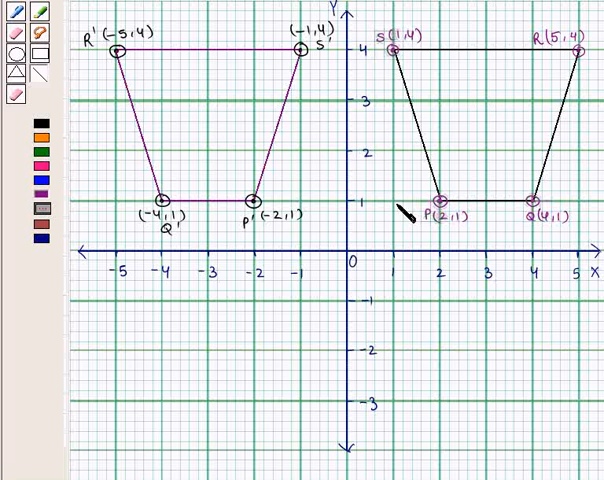 Y
R'(-5,4)
(-1,4)
S'
S(1,4)
R(5,4)
4
3
2
1
(-4,1)
Q'
P'(-2,1)
P(2,1)
Q(4,1)
-5 -4 -3 -2 -1 0 1 2 3 4 5 X
-1
-2
-3